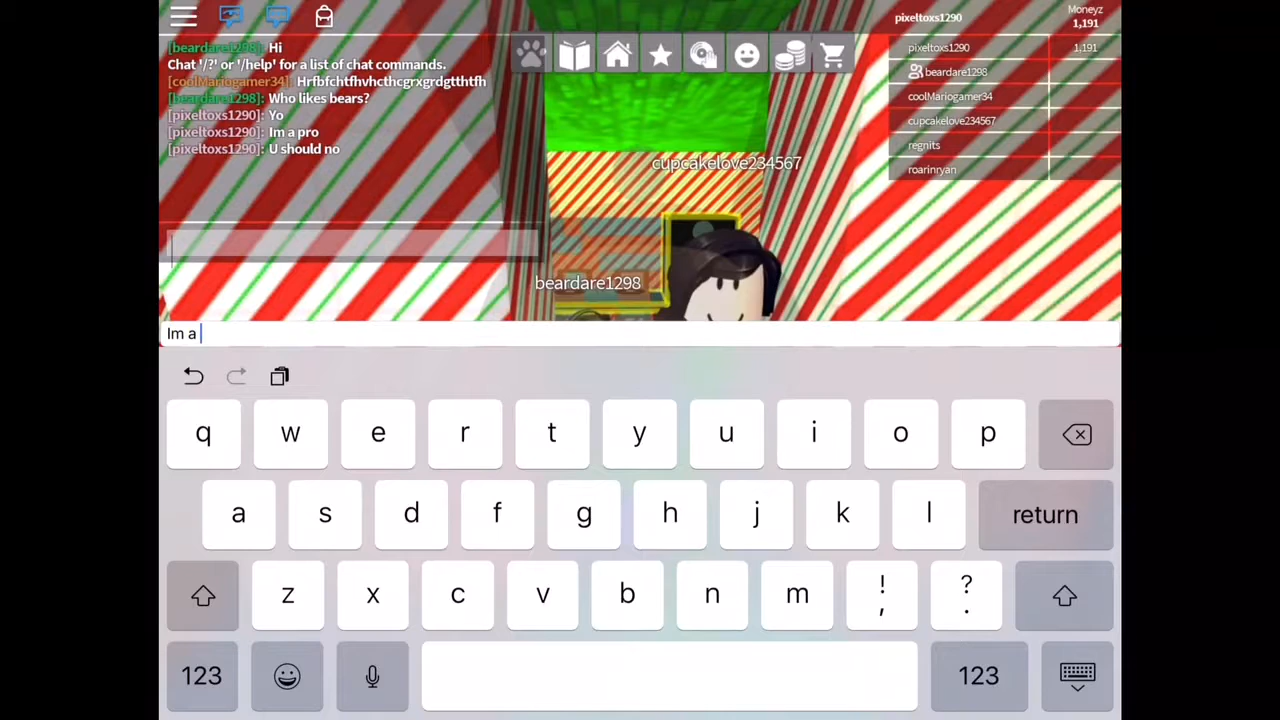 Moneyz
pixeltoxs1290
1,191
[beardare1298]: Hi
Chat '/?' or '/help' for a list of chat commands.
[coolMariogamer34]: Hrfbfchtfhvhcthcgrxgrdgtthtfh
[beardare1298]: Who likes bears?
[pixeltoxs1290]: Yo
[pixeltoxs1290]: Im a pro
[pixeltoxs1290]: U should no
pixeltoxs1290 1,191
beardare1298
coolMariogamer34
cupcakelove234567
regnits
roarinryan
cupcakelove234567
beardare1298
Im a
q w e r t y u i o p
a s d f g h j k l return
z x c v b n m ! , ? .
123 123